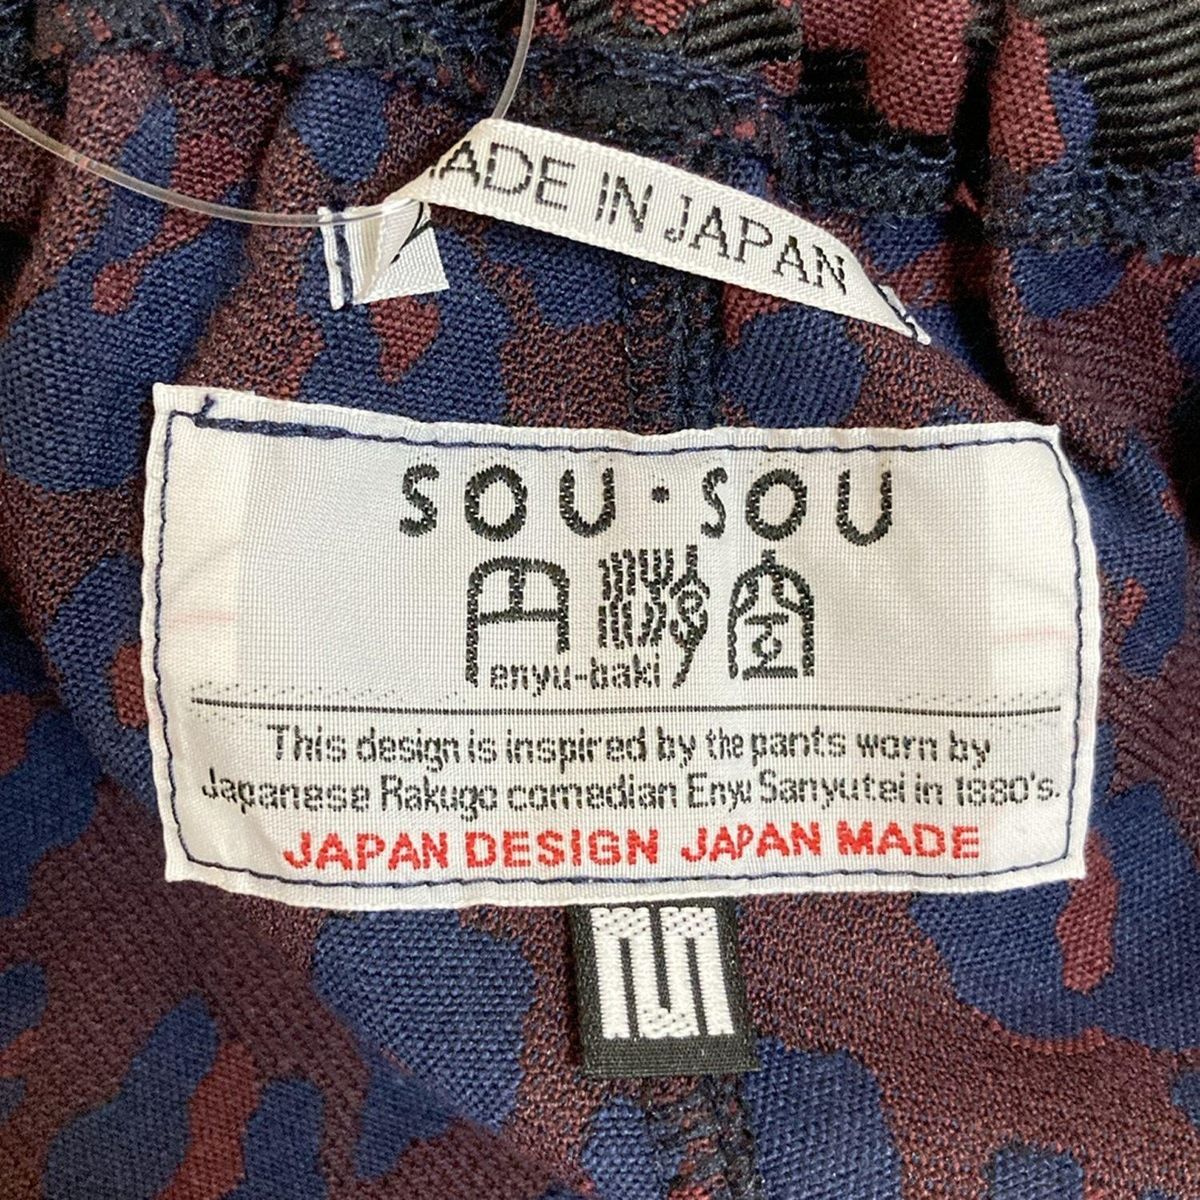 MADE IN JAPAN
SOU・SOU
円遊穿
enyu-baki
This design is inspired by the pants worn by
Japanese Rakugo comedian Enyu Sanyutei in 1880's.
JAPAN DESIGN JAPAN MADE